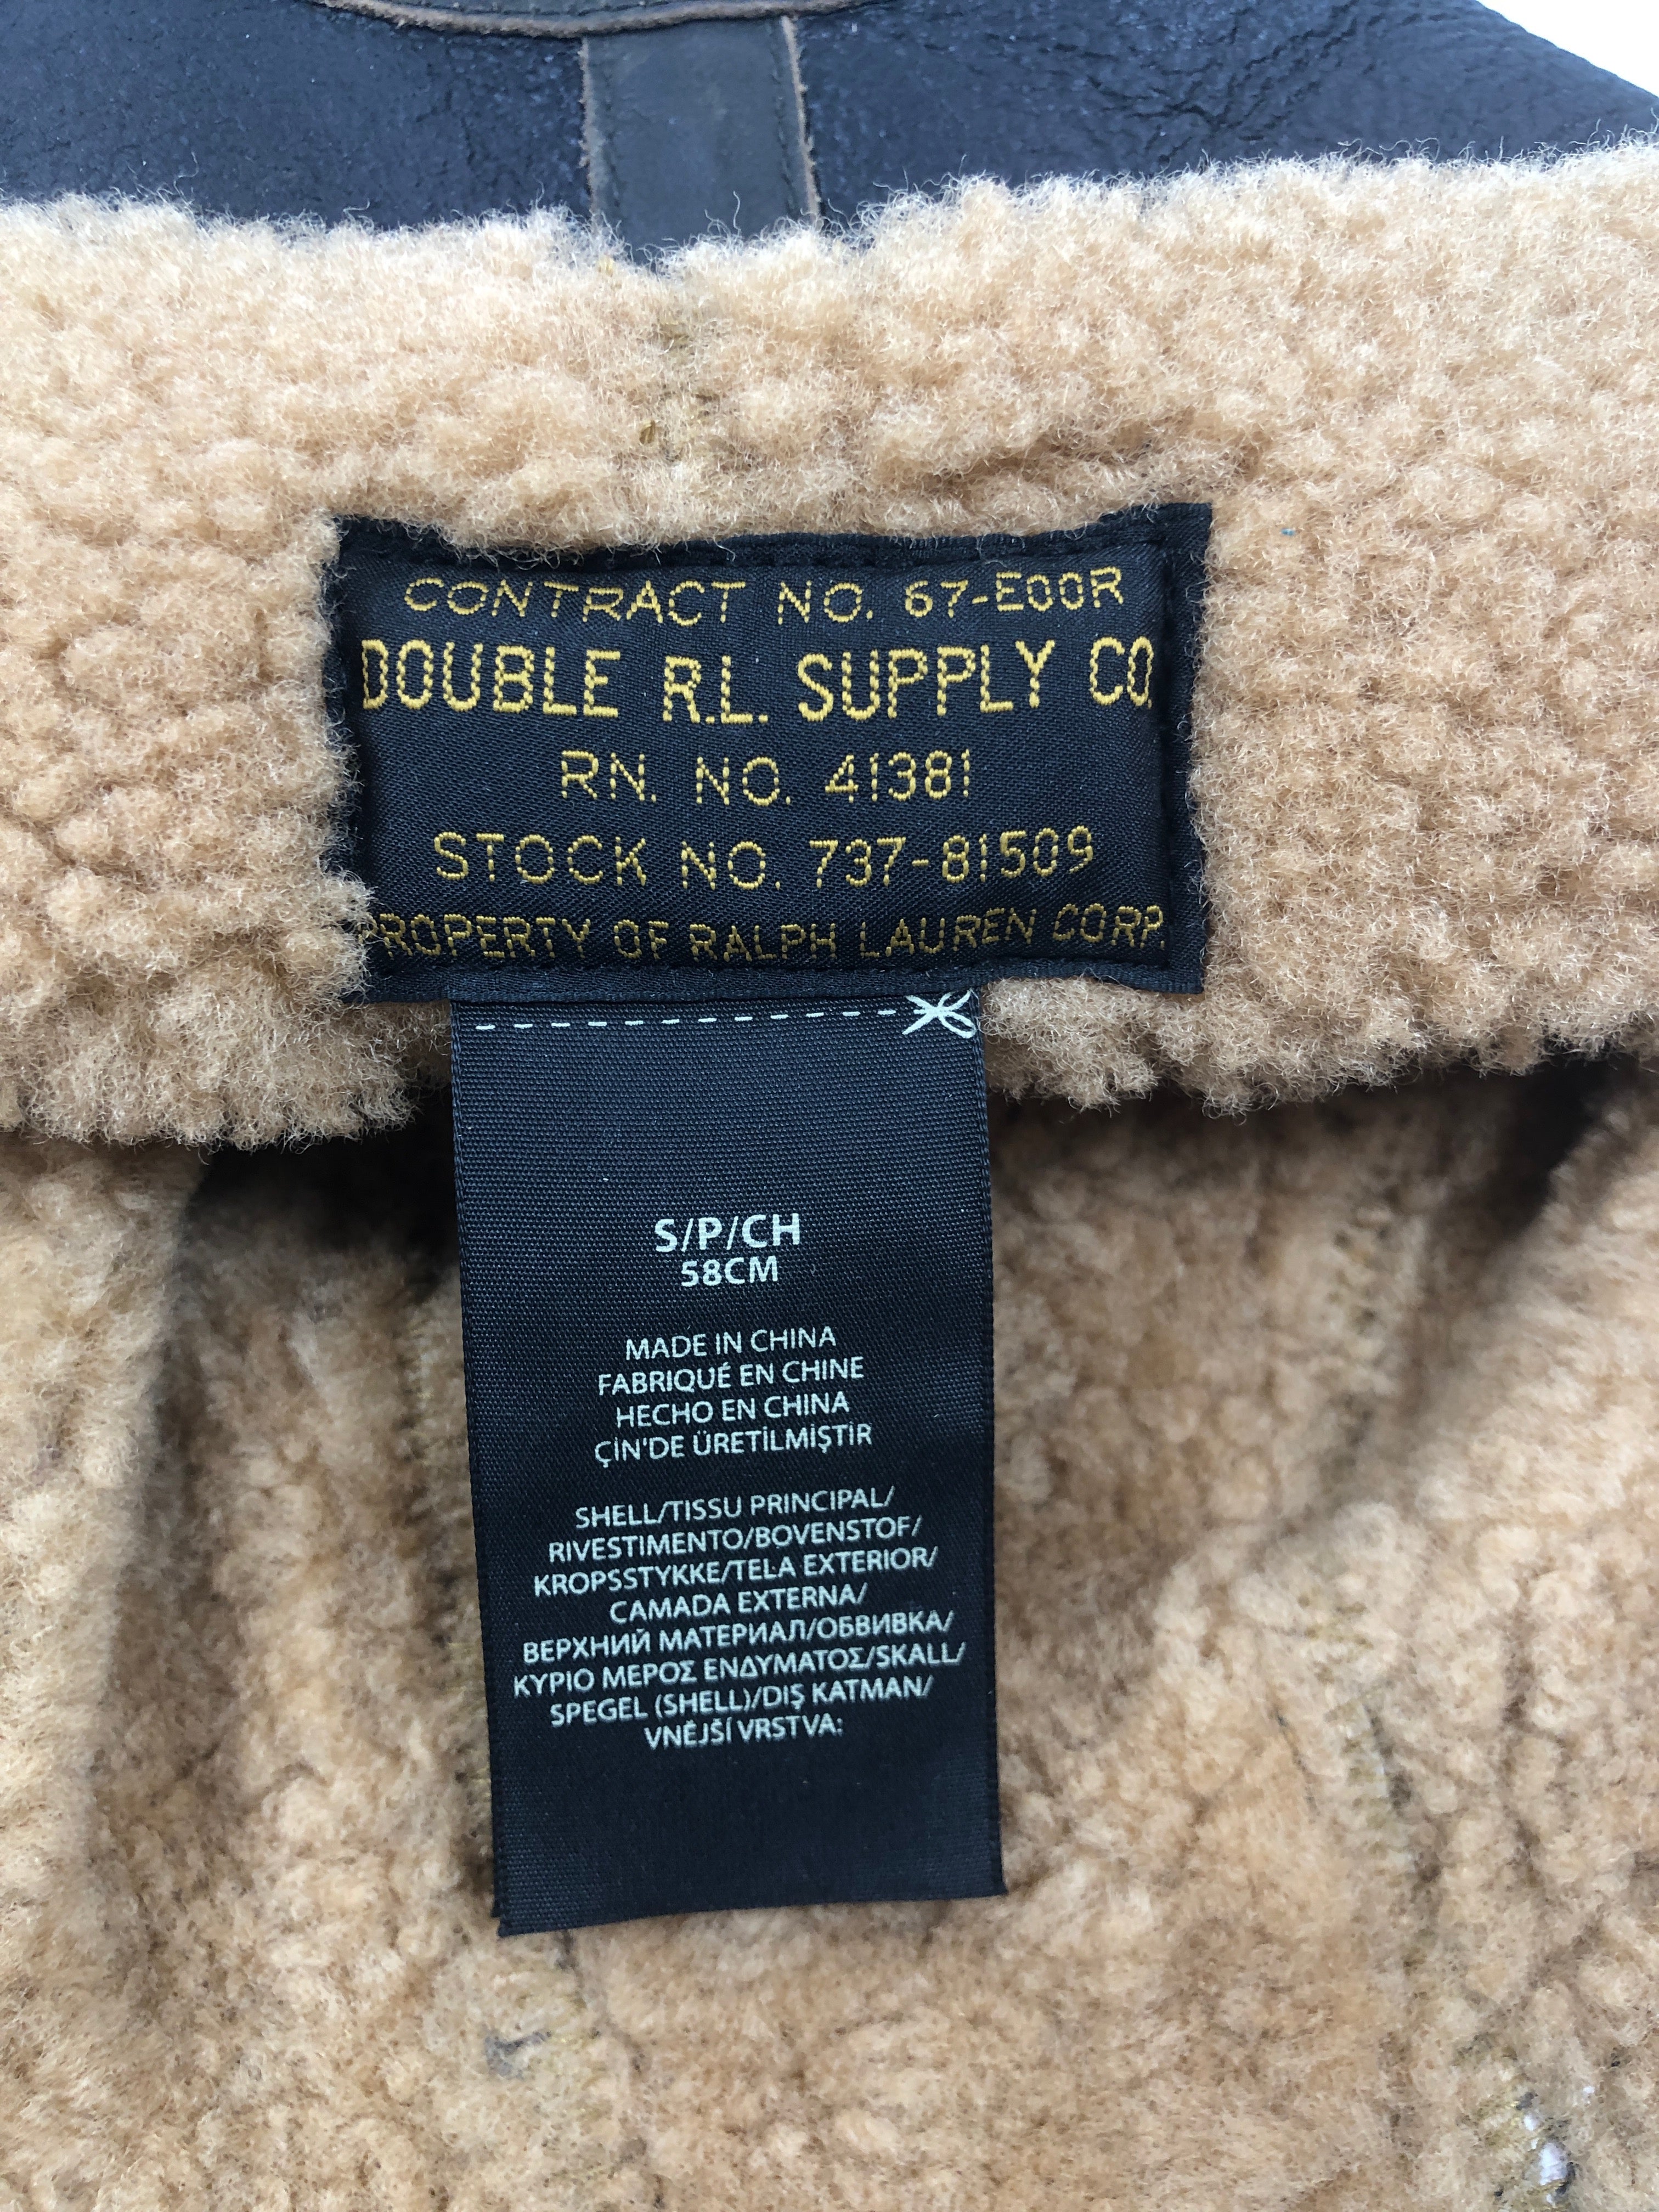 CONTRACT NO. 67-E00R
DOUBLE R.L. SUPPLY CO.
RN. NO. 41381
STOCK NO. 737-81509
PROPERTY OF RALPH LAUREN CORP.
S/P/CH
58CM
MADE IN CHINA
FABRIQUÉ EN CHINE
HECHO EN CHINA
ÇİN'DE ÜRETİLMİŞTİR
SHELL/TISSU PRINCIPAL/
RIVESTIMENTO/BOVENSTOF/
KROPSSTYKKE/TELA EXTERIOR/
CAMADA EXTERNA/
ВЕРХНИЙ МАТЕРИАЛ/ОБВИВКА/
ΚΥΡΙΟ ΜΕΡΟΣ ΕΝΔΥΜΑΤΟΣ/SKALL/
SPEGEL (SHELL)/DIŞ KATMAN/
VNĚJŠÍ VRSTVA: